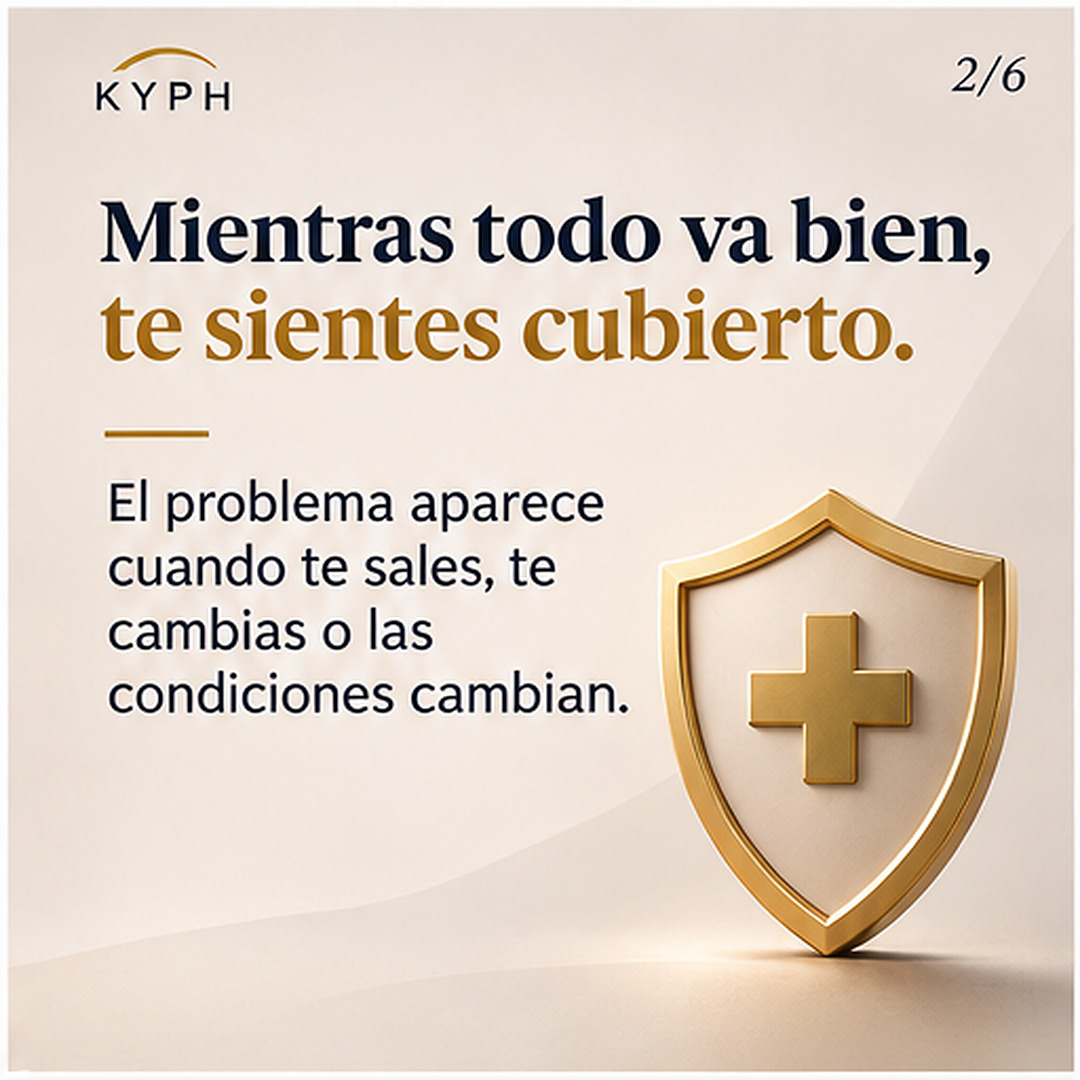 KYPH
2/6
Mientras todo va bien,
te sientes cubierto.
El problema aparece
cuando te sales, te
cambias o las
condiciones cambian.